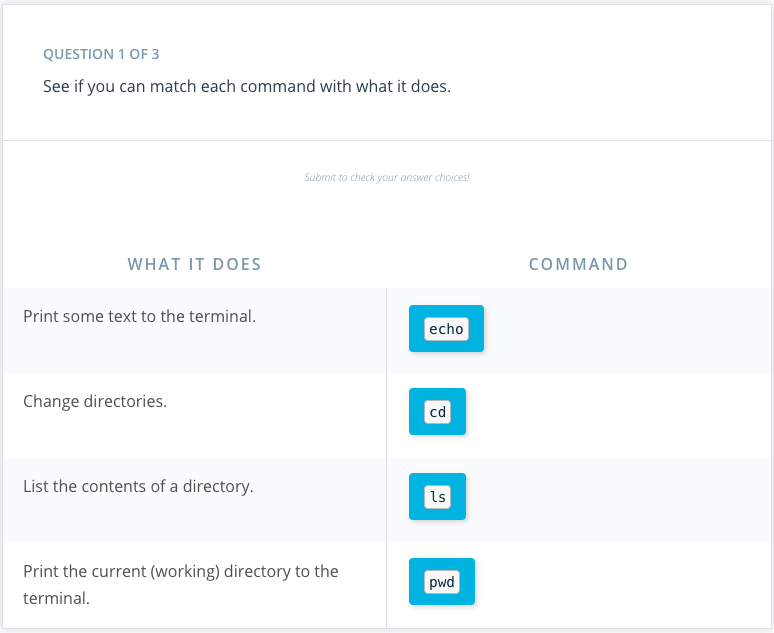 QUESTION 1 OF 3
See if you can match each command with what it does.
Submit to check your answer choices!
WHAT IT DOES COMMAND
Print some text to the terminal. echo
Change directories. cd
List the contents of a directory. ls
Print the current (working) directory to the
terminal.
pwd